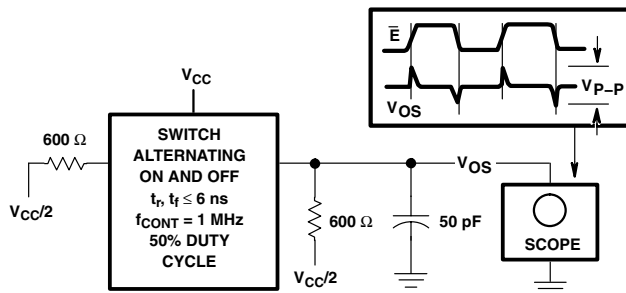 E̅
V_OS
V_P–P
V_CC
600 Ω
V_CC/2
SWITCH
ALTERNATING
ON AND OFF
t_r, t_f ≤ 6 ns
f_CONT = 1 MHz
50% DUTY
CYCLE
V_OS
600 Ω
50 pF
V_CC/2
SCOPE